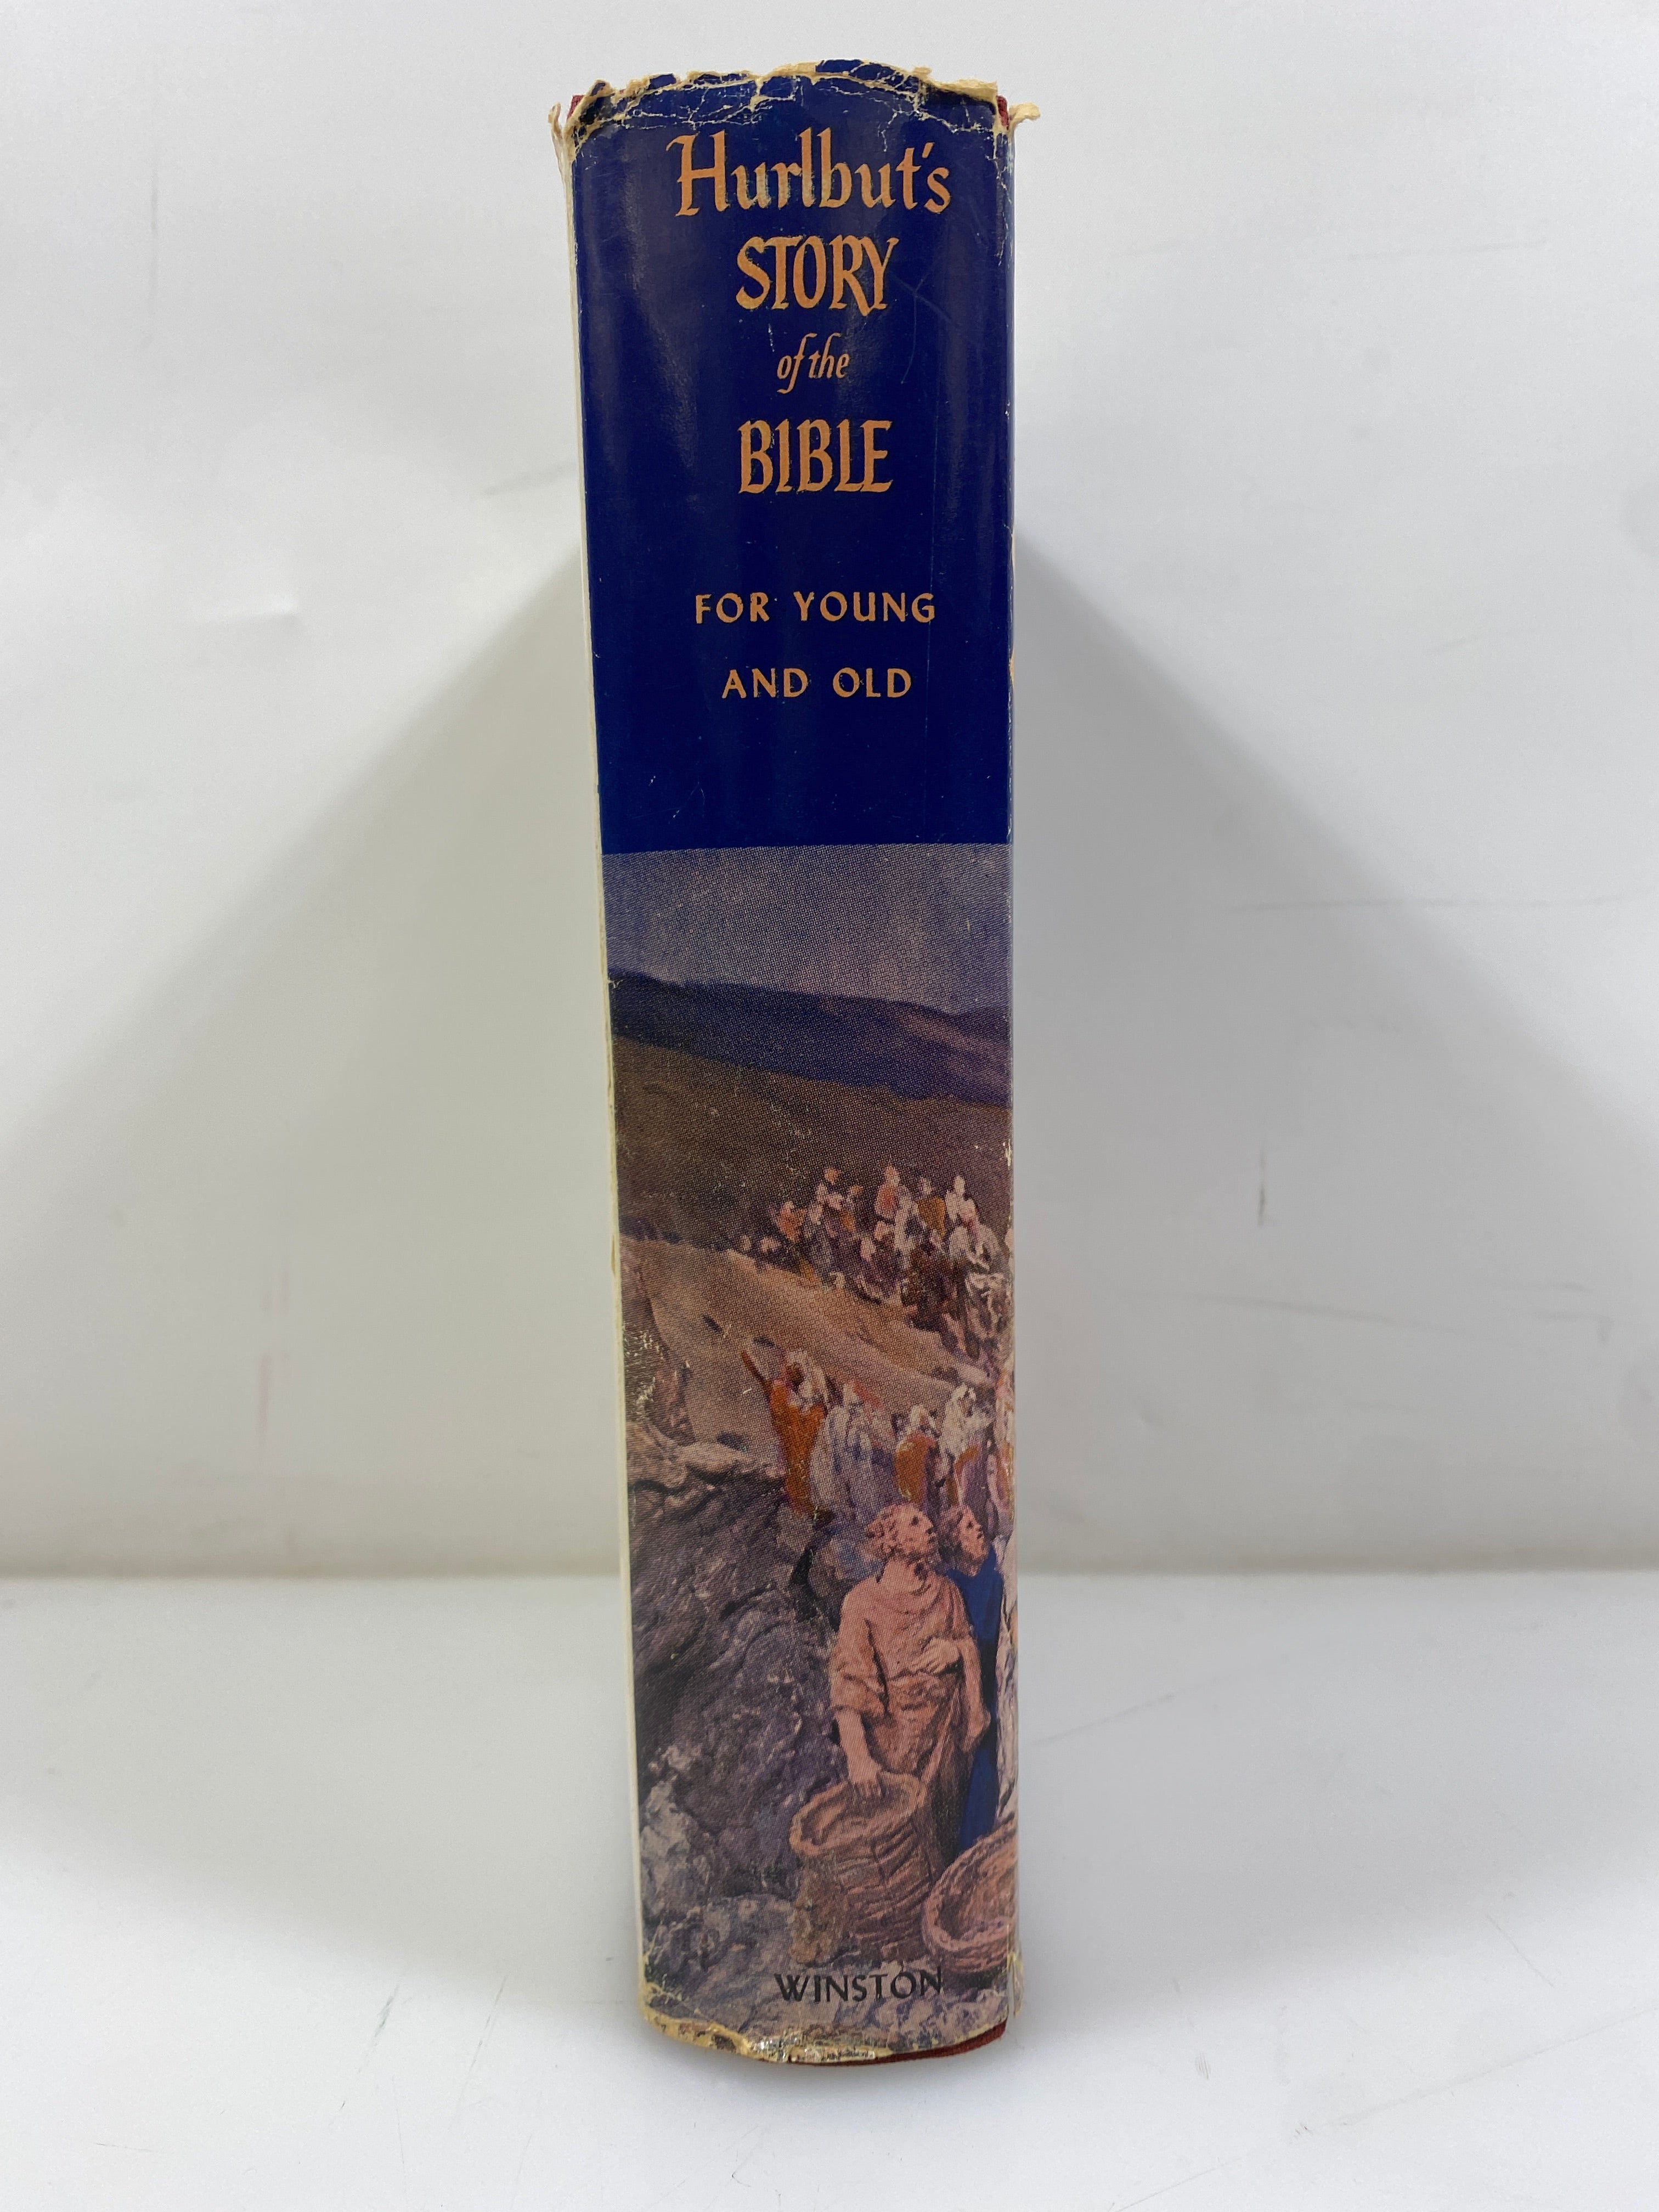 Hurlbut's
STORY
of the
BIBLE
FOR YOUNG
AND OLD
WINSTON